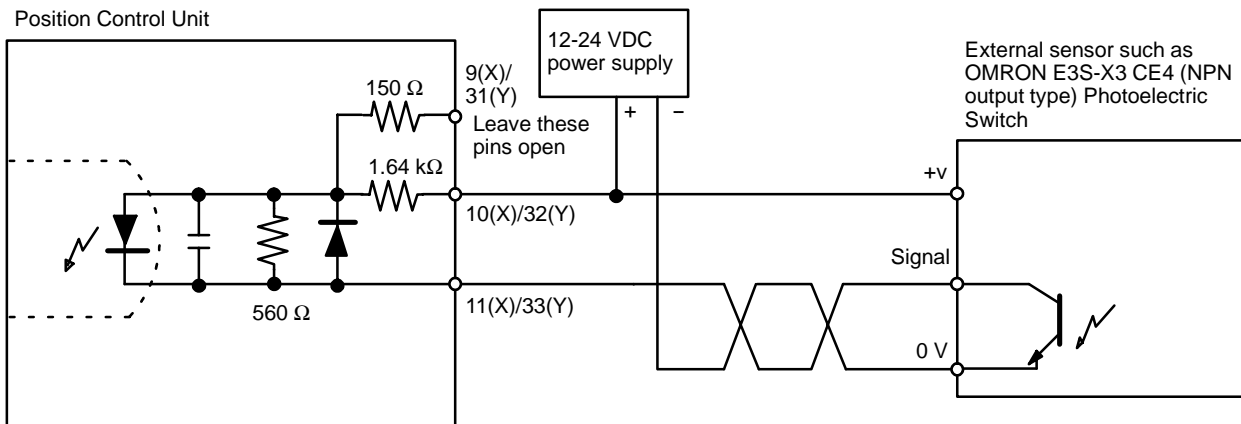 Position Control Unit
12-24 VDC
power supply
+
−
External sensor such as
OMRON E3S-X3 CE4 (NPN
output type) Photoelectric
Switch
9(X)/
31(Y)
Leave these
pins open
150 Ω
1.64 kΩ
10(X)/32(Y)
+v
Signal
560 Ω
11(X)/33(Y)
0 V